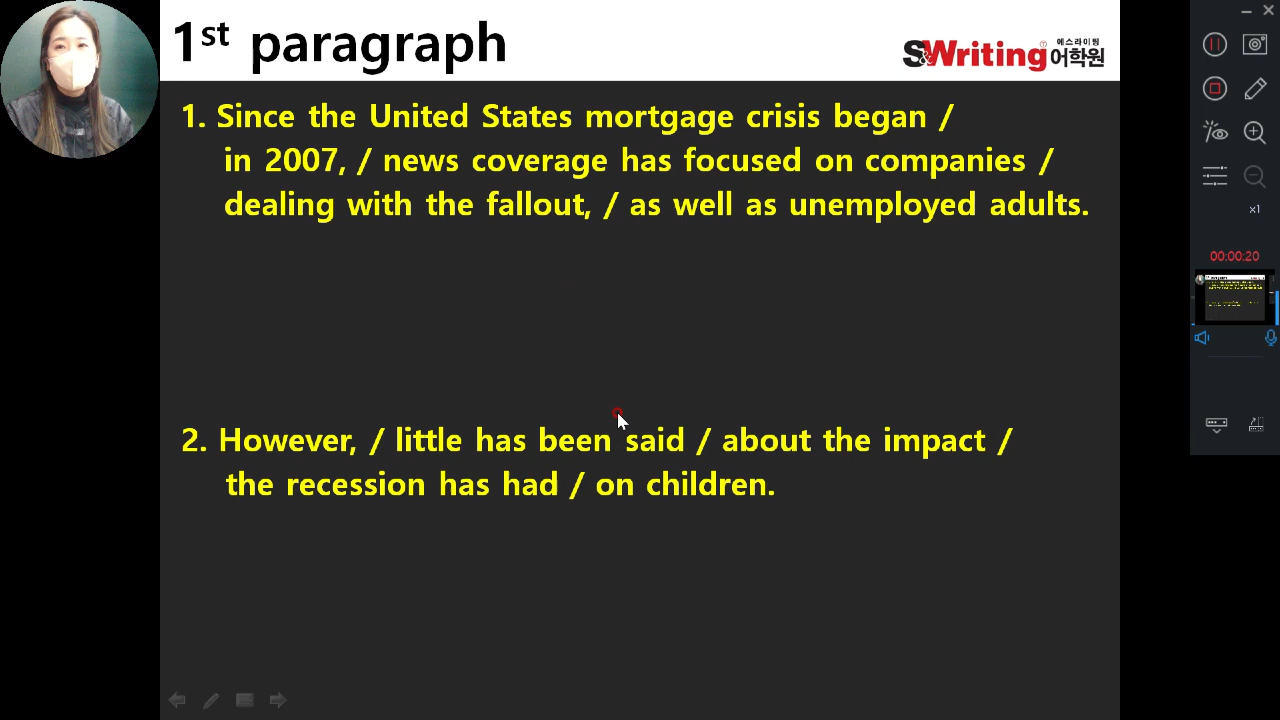 1st paragraph
S&Writing 어학원
에스라이팅
1. Since the United States mortgage crisis began /
in 2007, / news coverage has focused on companies /
dealing with the fallout, / as well as unemployed adults.
2. However, / little has been said / about the impact /
the recession has had / on children.
x1
00:00:20